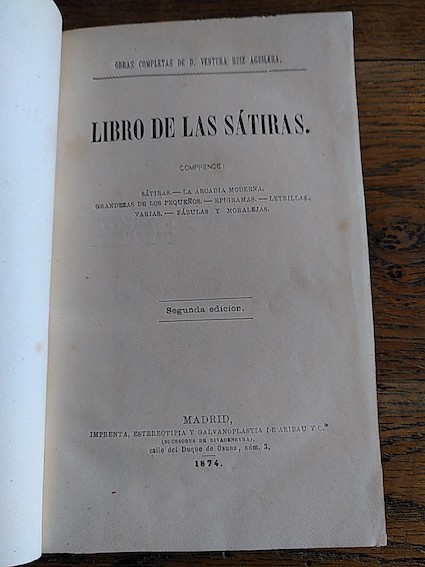 OBRAS COMPLETAS DE D. VENTURA RUIZ AGUILERA.
LIBRO DE LAS SÁTIRAS.
COMPRENDE:
SÁTIRAS.— LA ARCADIA MODERNA.
GRANDEZAS DE LOS PEQUEÑOS.— EPIGRAMAS.— LETRILLAS.
VARIAS.— FÁBULAS Y MORALEJAS.
Segunda edicion.
MADRID,
IMPRENTA, ESTEREOTIPIA Y GALVANOPLASTIA DE ARIBAU Y C.ª
(SUCESORES DE RIVADENEYRA),
calle del Duque de Osuna, núm. 3.
1874.